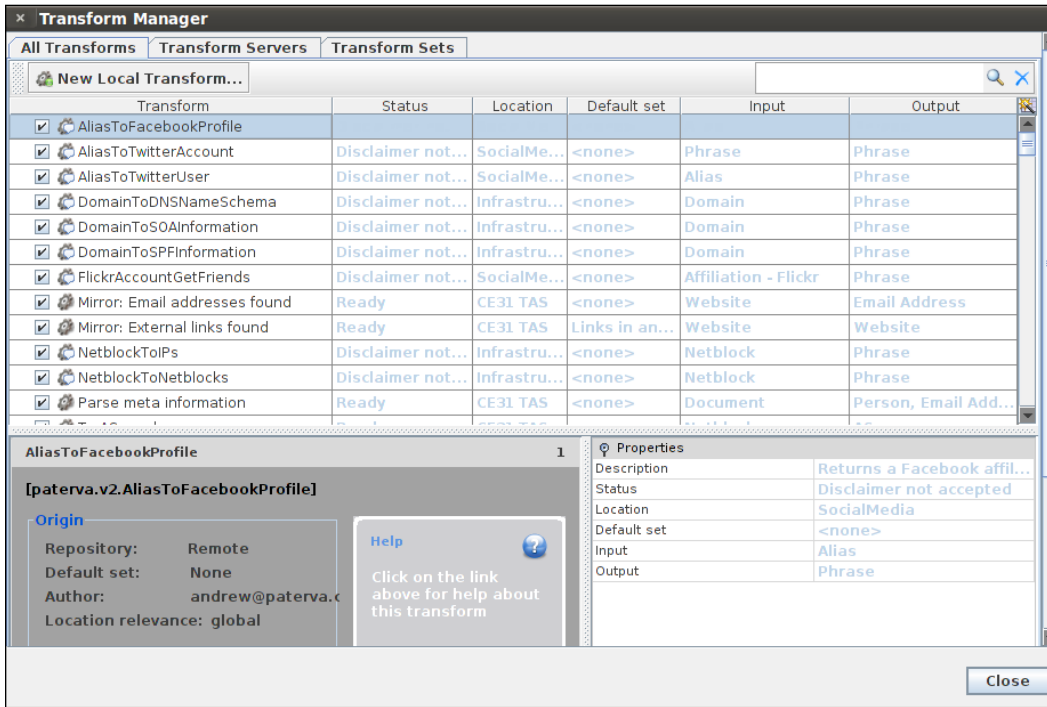 × Transform Manager
All Transforms Transform Servers Transform Sets
New Local Transform...
Transform Status Location Default set Input Output
AliasToFacebookProfile
AliasToTwitterAccount Disclaimer not... SocialMe... <none> Phrase Phrase
AliasToTwitterUser Disclaimer not... SocialMe... <none> Alias Phrase
DomainToDNSNameSchema Disclaimer not... Infrastru... <none> Domain Phrase
DomainToSOAInformation Disclaimer not... Infrastru... <none> Domain Phrase
DomainToSPFInformation Disclaimer not... Infrastru... <none> Domain Phrase
FlickrAccountGetFriends Disclaimer not... SocialMe... <none> Affiliation - Flickr Phrase
Mirror: Email addresses found Ready CE31 TAS <none> Website Email Address
Mirror: External links found Ready CE31 TAS Links in an... Website Website
NetblockToIPs Disclaimer not... Infrastru... <none> Netblock Phrase
NetblockToNetblocks Disclaimer not... Infrastru... <none> Netblock Phrase
Parse meta information Ready CE31 TAS <none> Document Person, Email Add...
AliasToFacebookProfile 1
[paterva.v2.AliasToFacebookProfile]
Origin
Repository: Remote
Default set: None
Author: andrew@paterva.c
Location relevance: global
Help
Click on the link
above for help about
this transform
Properties
Description Returns a Facebook affil...
Status Disclaimer not accepted
Location SocialMedia
Default set <none>
Input Alias
Output Phrase
Close